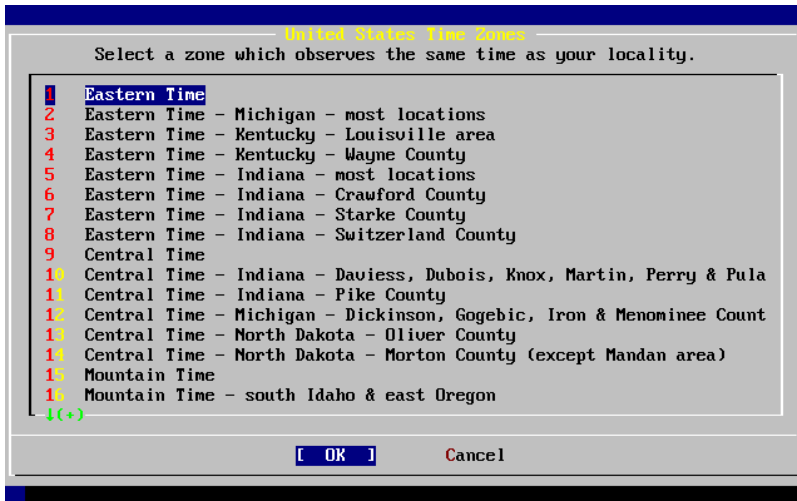 United States Time Zones
Select a zone which observes the same time as your locality.
1 Eastern Time
2 Eastern Time - Michigan - most locations
3 Eastern Time - Kentucky - Louisville area
4 Eastern Time - Kentucky - Wayne County
5 Eastern Time - Indiana - most locations
6 Eastern Time - Indiana - Crawford County
7 Eastern Time - Indiana - Starke County
8 Eastern Time - Indiana - Switzerland County
9 Central Time
10 Central Time - Indiana - Daviess, Dubois, Knox, Martin, Perry & Pula
11 Central Time - Indiana - Pike County
12 Central Time - Michigan - Dickinson, Gogebic, Iron & Menominee Count
13 Central Time - North Dakota - Oliver County
14 Central Time - North Dakota - Morton County (except Mandan area)
15 Mountain Time
16 Mountain Time - south Idaho & east Oregon
↓(+)
[ OK ] Cancel